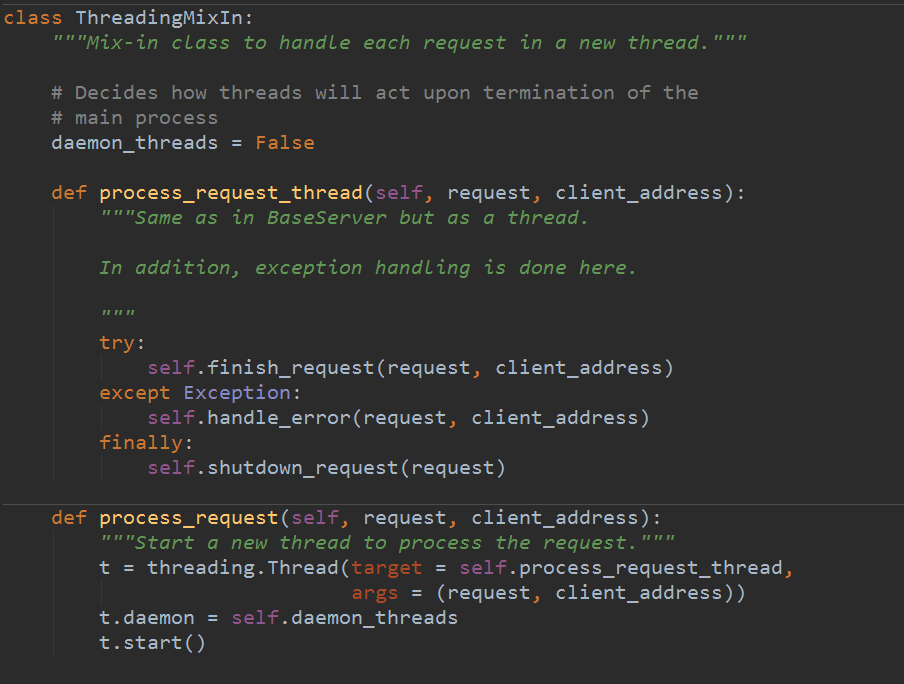 class ThreadingMixIn:
    """Mix-in class to handle each request in a new thread."""

    # Decides how threads will act upon termination of the
    # main process
    daemon_threads = False

    def process_request_thread(self, request, client_address):
        """Same as in BaseServer but as a thread.

        In addition, exception handling is done here.

        """
        try:
            self.finish_request(request, client_address)
        except Exception:
            self.handle_error(request, client_address)
        finally:
            self.shutdown_request(request)

    def process_request(self, request, client_address):
        """Start a new thread to process the request."""
        t = threading.Thread(target = self.process_request_thread,
                             args = (request, client_address))
        t.daemon = self.daemon_threads
        t.start()